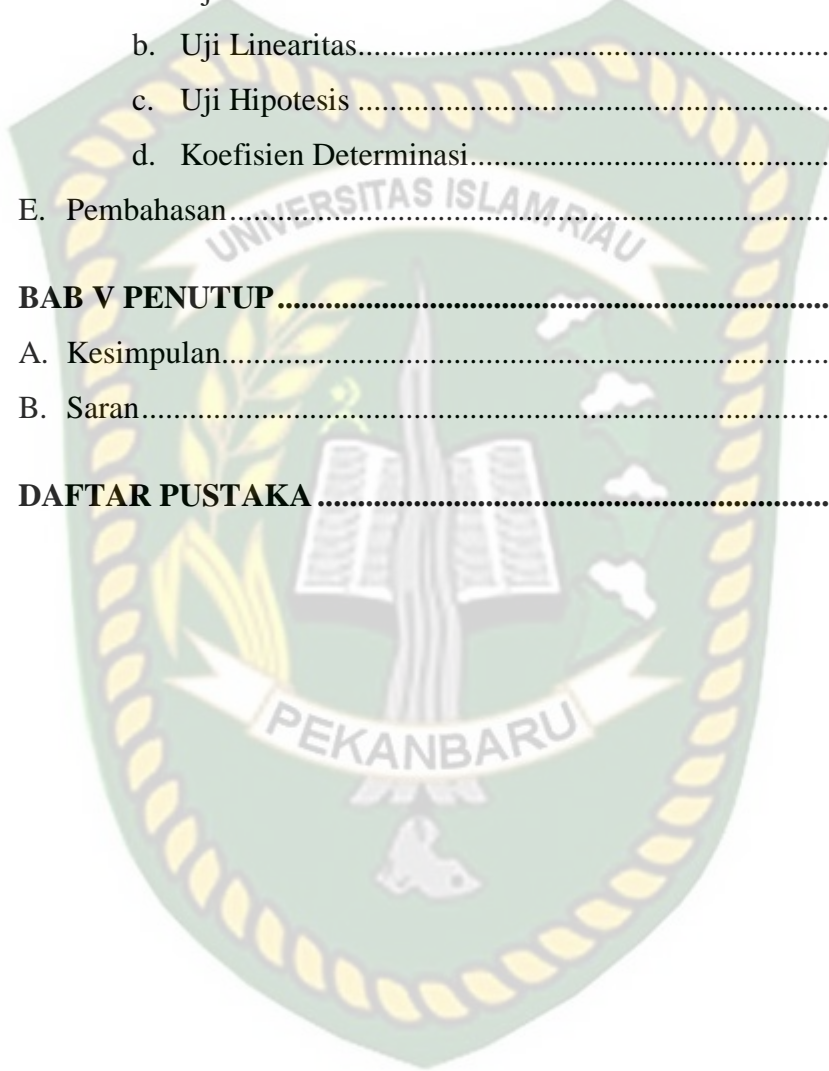 b. Uji Linearitas................................................................
c. Uji Hipotesis ................................................................
d. Koefisien Determinasi................................................................
E. Pembahasan................................................................
UNIVERSITAS ISLAM RIAU
BAB V PENUTUP................................................................
A. Kesimpulan................................................................
B. Saran................................................................
DAFTAR PUSTAKA ................................................................
PEKANBARU